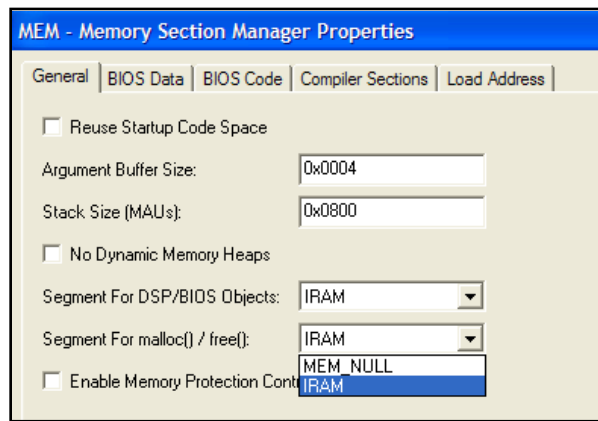 MEM - Memory Section Manager Properties
General BIOS Data BIOS Code Compiler Sections Load Address
Reuse Startup Code Space
Argument Buffer Size: 0x0004
Stack Size (MAUs): 0x0800
No Dynamic Memory Heaps
Segment For DSP/BIOS Objects: IRAM
Segment For malloc() / free(): IRAM
MEM_NULL
Enable Memory Protection Cont IRAM